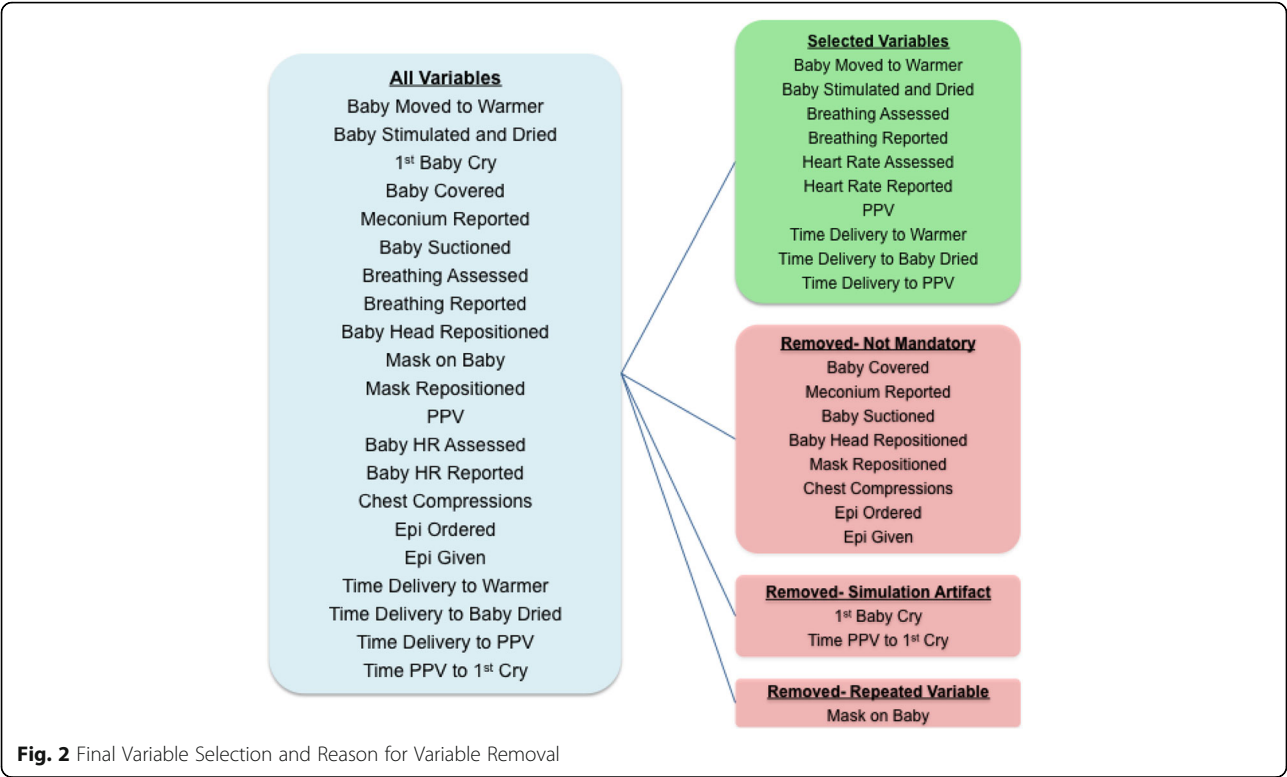 All Variables
Baby Moved to Warmer
Baby Stimulated and Dried
1st Baby Cry
Baby Covered
Meconium Reported
Baby Suctioned
Breathing Assessed
Breathing Reported
Baby Head Repositioned
Mask on Baby
Mask Repositioned
PPV
Baby HR Assessed
Baby HR Reported
Chest Compressions
Epi Ordered
Epi Given
Time Delivery to Warmer
Time Delivery to Baby Dried
Time Delivery to PPV
Time PPV to 1st Cry
Selected Variables
Baby Moved to Warmer
Baby Stimulated and Dried
Breathing Assessed
Breathing Reported
Heart Rate Assessed
Heart Rate Reported
PPV
Time Delivery to Warmer
Time Delivery to Baby Dried
Time Delivery to PPV
Removed- Not Mandatory
Baby Covered
Meconium Reported
Baby Suctioned
Baby Head Repositioned
Mask Repositioned
Chest Compressions
Epi Ordered
Epi Given
Removed- Simulation Artifact
1st Baby Cry
Time PPV to 1st Cry
Removed- Repeated Variable
Mask on Baby
Fig. 2 Final Variable Selection and Reason for Variable Removal